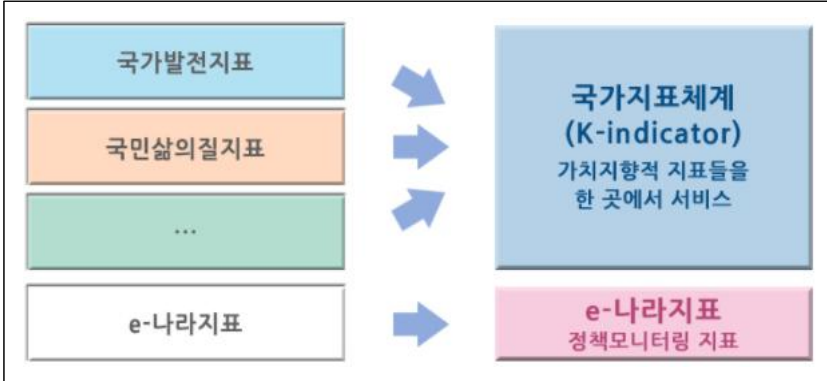 국가발전지표
국민삶의질지표
...
e-나라지표
국가지표체계
(K-indicator)
가치지향적 지표들을
한 곳에서 서비스
e-나라지표
정책모니터링 지표